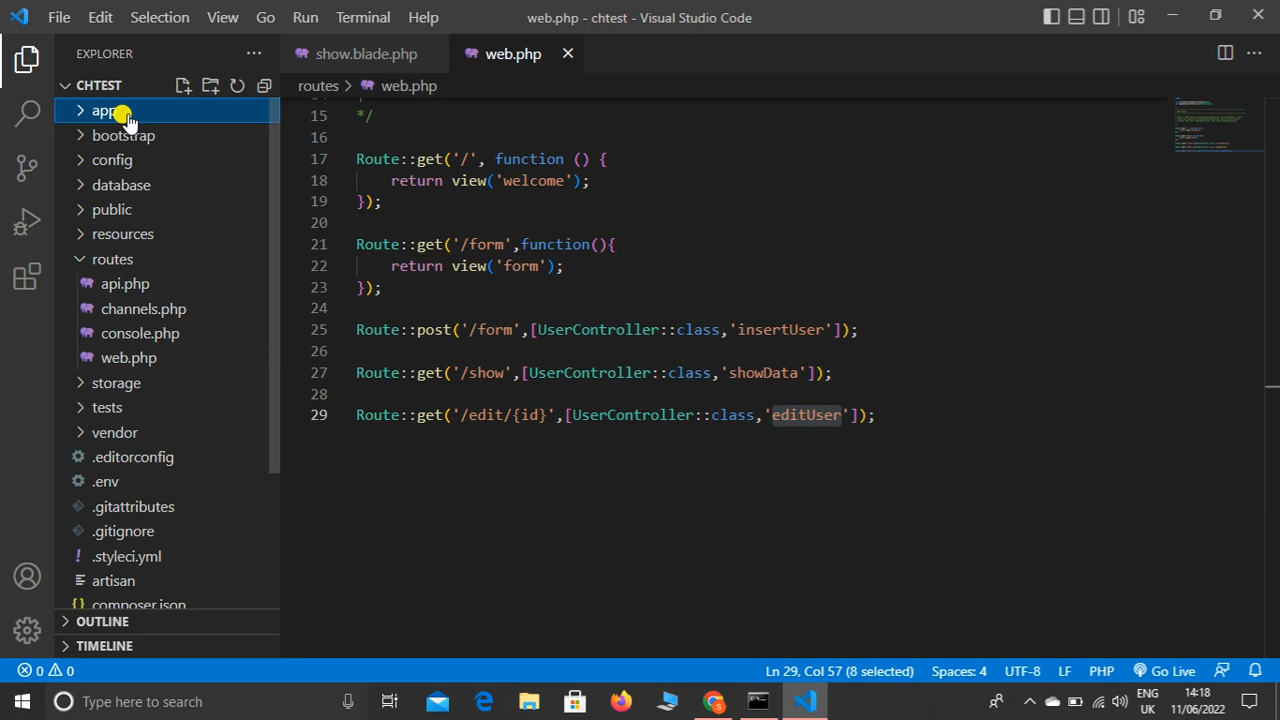 File Edit Selection View Go Run Terminal Help web.php - chtest - Visual Studio Code
EXPLORER ··· show.blade.php web.php
CHTEST routes > web.php
app
bootstrap
config
database
public
resources
routes
api.php
channels.php
console.php
web.php
storage
tests
vendor
.editorconfig
.env
.gitattributes
.gitignore
.styleci.yml
artisan
composer.json
OUTLINE
TIMELINE
15 */
16
17 Route::get('/', function () {
18 return view('welcome');
19 });
20
21 Route::get('/form',function(){
22 return view('form');
23 });
24
25 Route::post('/form',[UserController::class,'insertUser']);
26
27 Route::get('/show',[UserController::class,'showData']);
28
29 Route::get('/edit/{id}',[UserController::class,'editUser']);
0 0 Ln 29, Col 57 (8 selected) Spaces: 4 UTF-8 LF PHP Go Live
Type here to search ENG 14:18
UK 11/06/2022